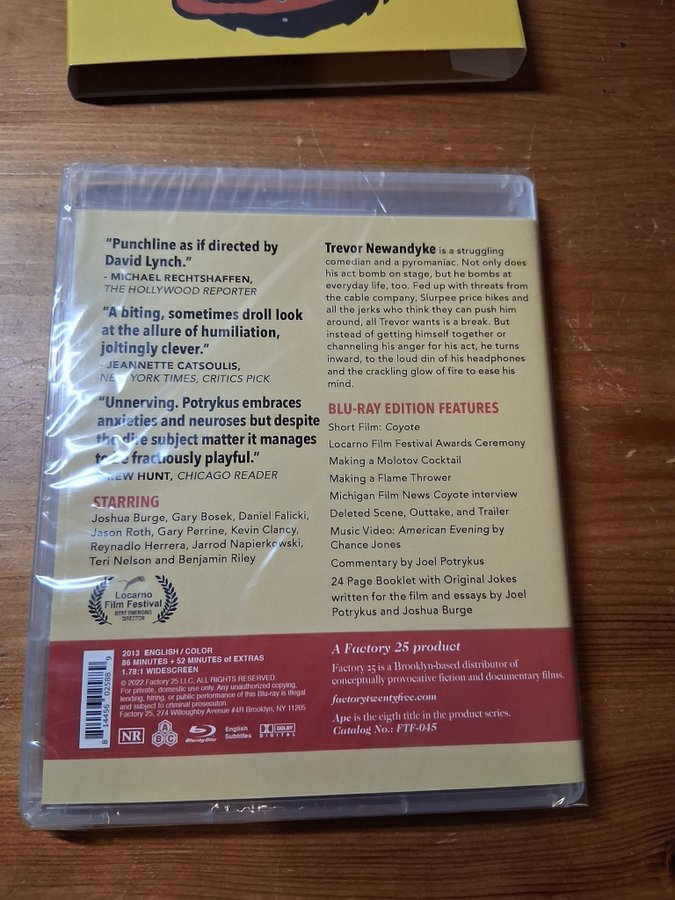 "Punchline as if directed by
David Lynch."
- MICHAEL RECHTSHAFFEN,
THE HOLLYWOOD REPORTER
"A biting, sometimes droll look
at the allure of humiliation,
joltingly clever."
- JEANNETTE CATSOULIS,
NEW YORK TIMES, CRITICS PICK
"Unnerving. Potrykus embraces
anxieties and neuroses but despite
the dire subject matter it manages
to be fractiously playful."
- DREW HUNT, CHICAGO READER
STARRING
Joshua Burge, Gary Bosek, Daniel Falicki,
Jason Roth, Gary Perrine, Kevin Clancy,
Reynadlo Herrera, Jarrod Napierkowski,
Teri Nelson and Benjamin Riley
Locarno
Film Festival
BEST EMERGING
DIRECTOR
Trevor Newandyke is a struggling
comedian and a pyromaniac. Not only does
his act bomb on stage, but he bombs at
everyday life, too. Fed up with threats from
the cable company, Slurpee price hikes and
all the jerks who think they can push him
around, all Trevor wants is a break. But
instead of getting himself together or
channeling his anger for his act, he turns
inward, to the loud din of his headphones
and the crackling glow of fire to ease his
mind.
BLU-RAY EDITION FEATURES
Short Film: Coyote
Locarno Film Festival Awards Ceremony
Making a Molotov Cocktail
Making a Flame Thrower
Michigan Film News Coyote interview
Deleted Scene, Outtake, and Trailer
Music Video: American Evening by
Chance Jones
Commentary by Joel Potrykus
24 Page Booklet with Original Jokes
written for the film and essays by Joel
Potrykus and Joshua Burge
8 14456 02588 9
2013 ENGLISH / COLOR
86 MINUTES + 52 MINUTES of EXTRAS
1.78:1 WIDESCREEN
© 2022 Factory 25 LLC. ALL RIGHTS RESERVED.
For private, domestic use only. Any unauthorized copying,
lending, hiring, or public performance of this Blu-ray is illegal
and subject to criminal prosecuton.
Factory 25, 274 Willoughby Avenue #4R Brooklyn, NY 11205
NR
A B C
Blu-ray Disc
English
Subtitles
DOLBY
DIGITAL
A Factory 25 product
Factory 25 is a Brooklyn-based distributor of
conceptually provocative fiction and documentary films.
factorytwentyfive.com
Ape is the cigth title in the product series.
Catalog No.: FTF-045